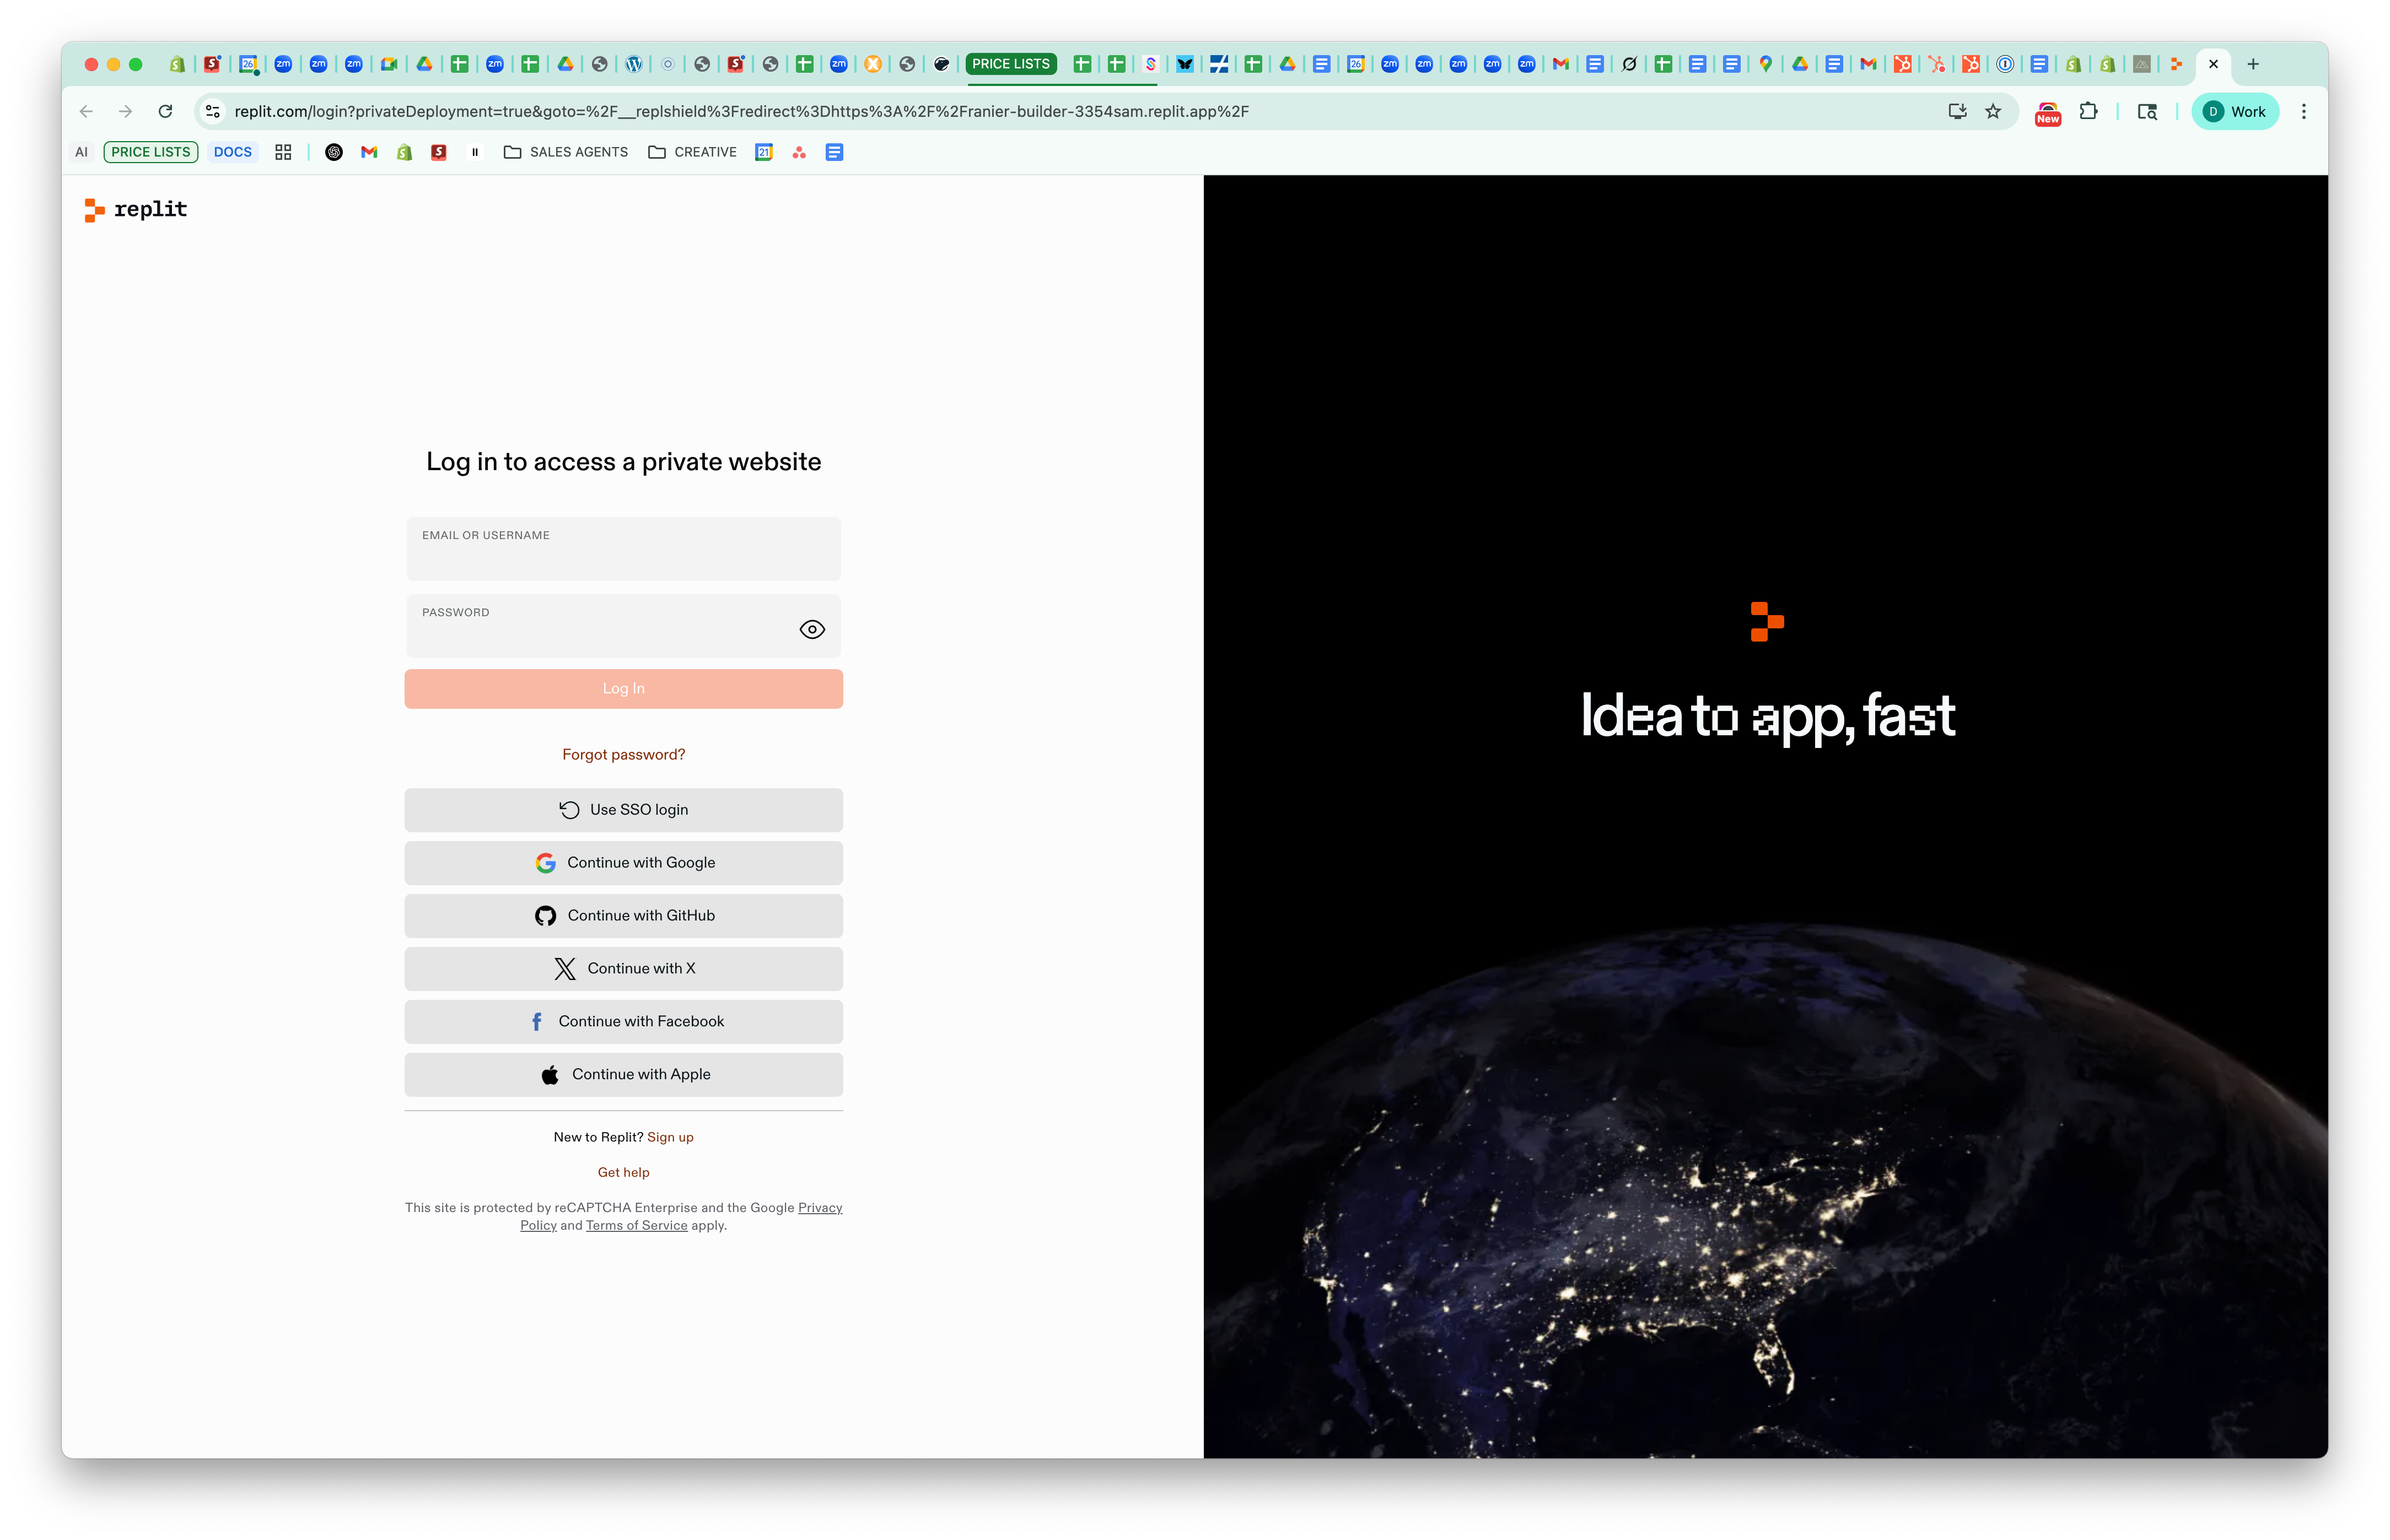 PRICE LISTS
replit.com/login?privateDeployment=true&goto=%2F__replshield%3Fredirect%3Dhttps%3A%2F%2Franier-builder-3354sam.replit.app%2F
New
D Work
AI PRICE LISTS DOCS SALES AGENTS CREATIVE 21
replit
Log in to access a private website
EMAIL OR USERNAME
PASSWORD
Log In
Forgot password?
Use SSO login
Continue with Google
Continue with GitHub
Continue with X
Continue with Facebook
Continue with Apple
New to Replit? Sign up
Get help
This site is protected by reCAPTCHA Enterprise and the Google Privacy
Policy and Terms of Service apply.
Idea to app, fast